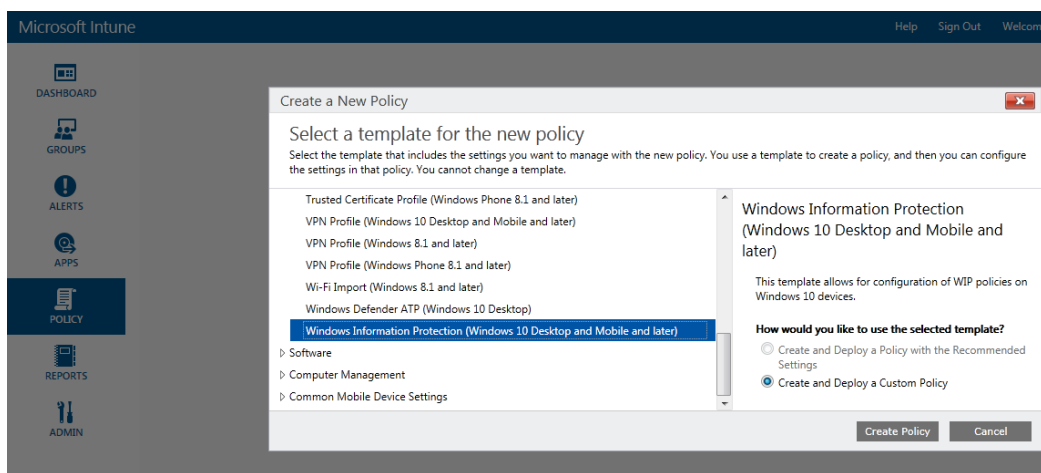 Microsoft Intune
Help Sign Out Welcom
DASHBOARD
GROUPS
ALERTS
APPS
POLICY
REPORTS
ADMIN
Create a New Policy
Select a template for the new policy
Select the template that includes the settings you want to manage with the new policy. You use a template to create a policy, and then you can configure
the settings in that policy. You cannot change a template.
Trusted Certificate Profile (Windows Phone 8.1 and later)
VPN Profile (Windows 10 Desktop and Mobile and later)
VPN Profile (Windows 8.1 and later)
VPN Profile (Windows Phone 8.1 and later)
Wi-Fi Import (Windows 8.1 and later)
Windows Defender ATP (Windows 10 Desktop)
Windows Information Protection (Windows 10 Desktop and Mobile and later)
Software
Computer Management
Common Mobile Device Settings
Windows Information Protection
(Windows 10 Desktop and Mobile and
later)
This template allows for configuration of WIP policies on
Windows 10 devices.
How would you like to use the selected template?
Create and Deploy a Policy with the Recommended
Settings
Create and Deploy a Custom Policy
Create Policy
Cancel